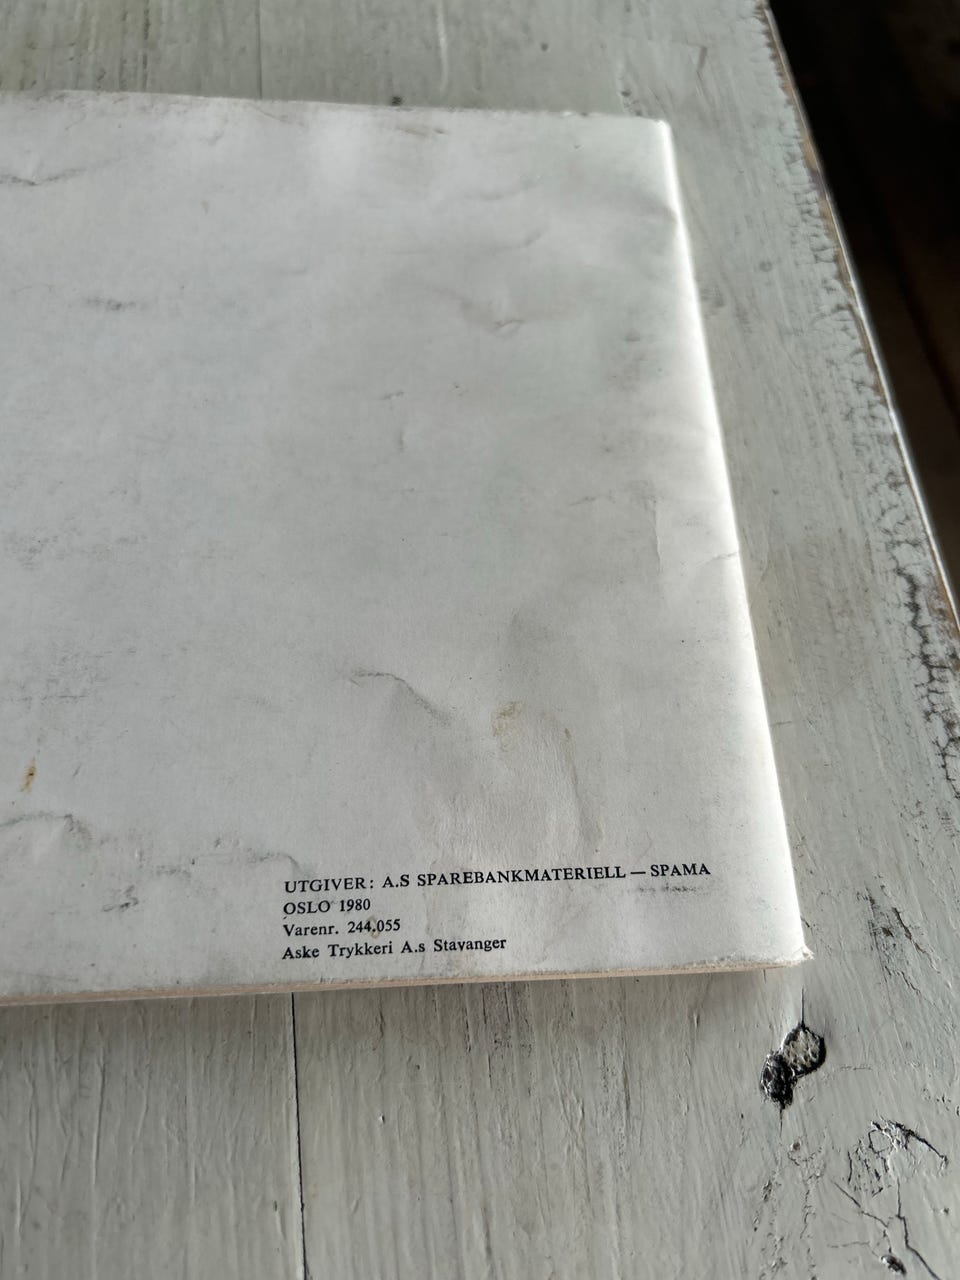 UTGIVER: A.S SPAREBANKMATERIELL — SPAMA
OSLO 1980
Varenr. 244.055
Aske Trykkeri A.s Stavanger